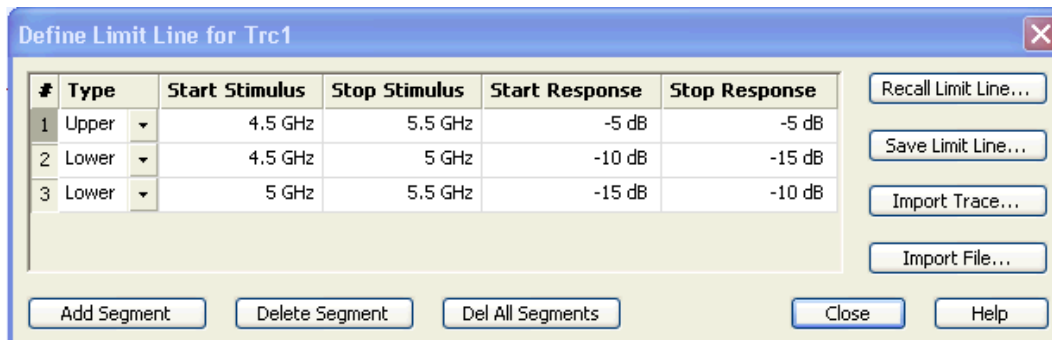 Define Limit Line for Trc1
# Type Start Stimulus Stop Stimulus Start Response Stop Response
1 Upper 4.5 GHz 5.5 GHz -5 dB -5 dB
2 Lower 4.5 GHz 5 GHz -10 dB -15 dB
3 Lower 5 GHz 5.5 GHz -15 dB -10 dB
Recall Limit Line...
Save Limit Line...
Import Trace...
Import File...
Add Segment Delete Segment Del All Segments Close Help